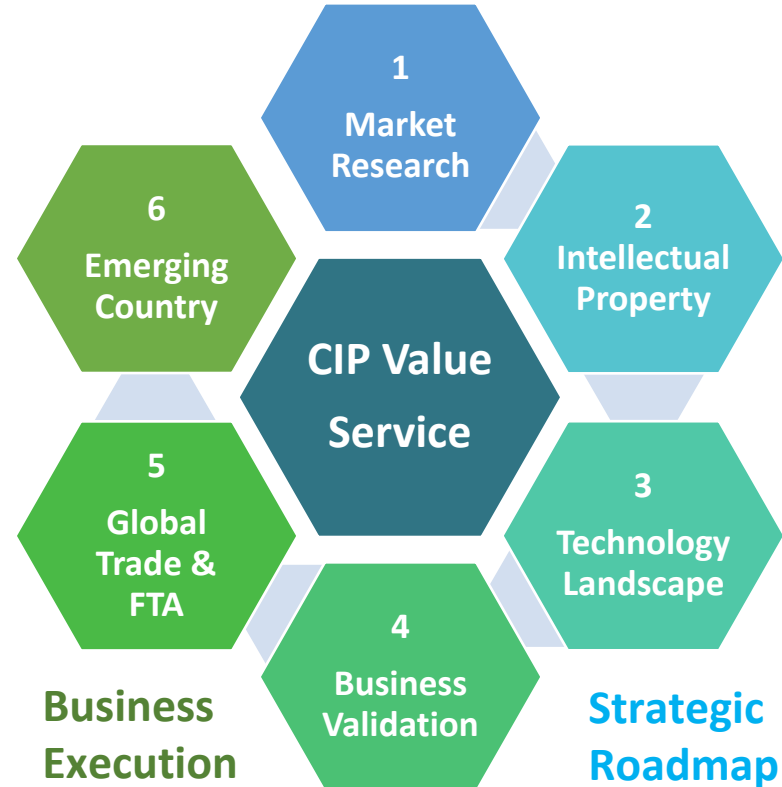 1
Market
Research
2
Intellectual
Property
3
Technology
Landscape
4
Business
Validation
5
Global
Trade &
FTA
6
Emerging
Country
CIP Value
Service
Business
Execution
Strategic
Roadmap